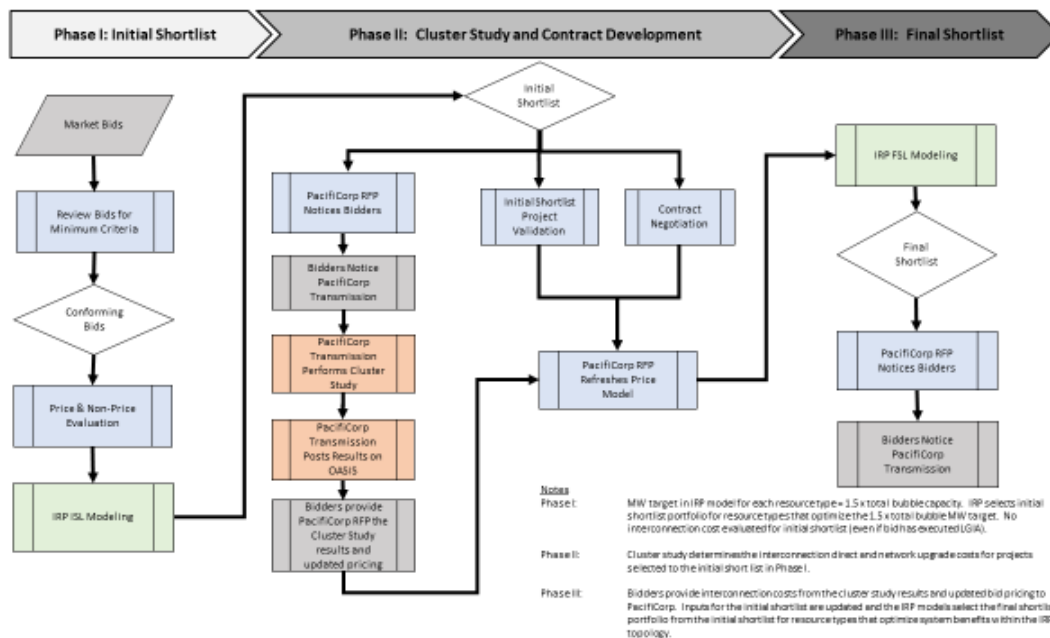 Phase I: Initial Shortlist
Phase II: Cluster Study and Contract Development
Phase III: Final Shortlist
Market Bids
Review Bids for
Minimum Criteria
Conforming
Bids
Price & Non-Price
Evaluation
IRP ISL Modeling
Initial
Shortlist
PacifiCorp RFP
Notices Bidders
Bidders Notice
PacifiCorp
Transmission
PacifiCorp
Transmission
Performs Cluster
Study
PacifiCorp
Transmission
Posts Results on
OASIS
Bidders provide
PacifiCorp RFP the
Cluster Study
results and
updated pricing
Initial Shortlist
Project
Validation
Contract
Negotiation
PacifiCorp RFP
Refreshes Price
Model
IRP FSL Modeling
Final
Shortlist
PacifiCorp RFP
Notices Bidders
Bidders Notice
PacifiCorp
Transmission
Notes
Phase I: MW target in IRP model for each resource type = 1.5 x total bubble capacity. IRP selects initial
shortlist portfolio for resource types that optimize the 1.5 x total bubble MW target. No
interconnection cost evaluated for initial shortlist (even if bid has executed LGIA).
Phase II: Cluster study determines the interconnection direct and network upgrade costs for projects
selected to the initial short list in Phase I.
Phase III: Bidders provide interconnection costs from the cluster study results and updated bid pricing to
PacifiCorp. Inputs for the initial shortlist are updated and the IRP models select the final shortlis
portfolio from the initial shortlist for resource types that optimize system benefits within the IRP
topology.